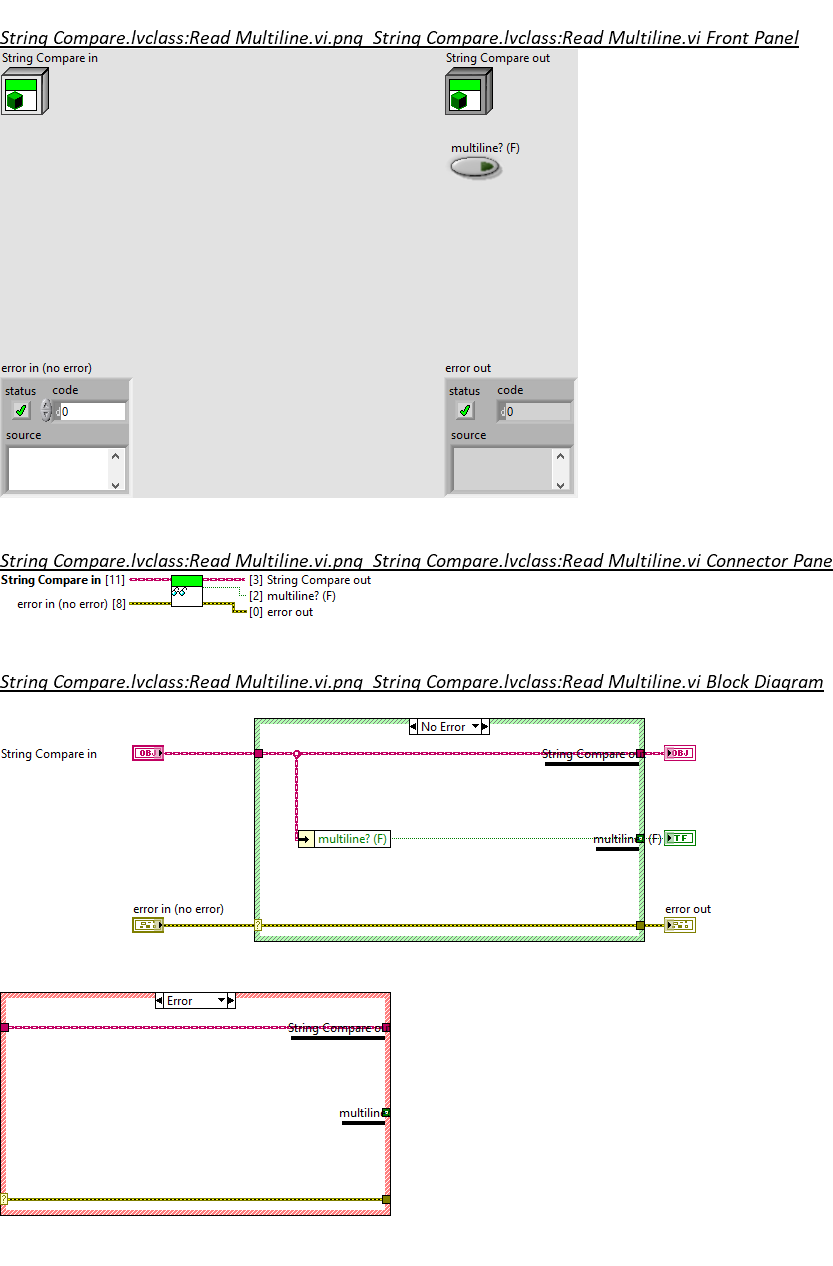 String Compare.lvclass:Read Multiline.vi.png String Compare.lvclass:Read Multiline.vi Front Panel
String Compare in
String Compare out
multiline? (F)
error in (no error)
error out
status code
status code
d 0
d 0
source
source
String Compare.lvclass:Read Multiline.vi.png String Compare.lvclass:Read Multiline.vi Connector Pane
String Compare in [11]
[3] String Compare out
[2] multiline? (F)
error in (no error) [8]
[0] error out
String Compare.lvclass:Read Multiline.vi.png String Compare.lvclass:Read Multiline.vi Block Diagram
No Error
String Compare in
OBJ
String Compare o
OBJ
multiline? (F)
multilin (F)
TF
error in (no error)
error out
?
Error
String Compare o
multilin
?